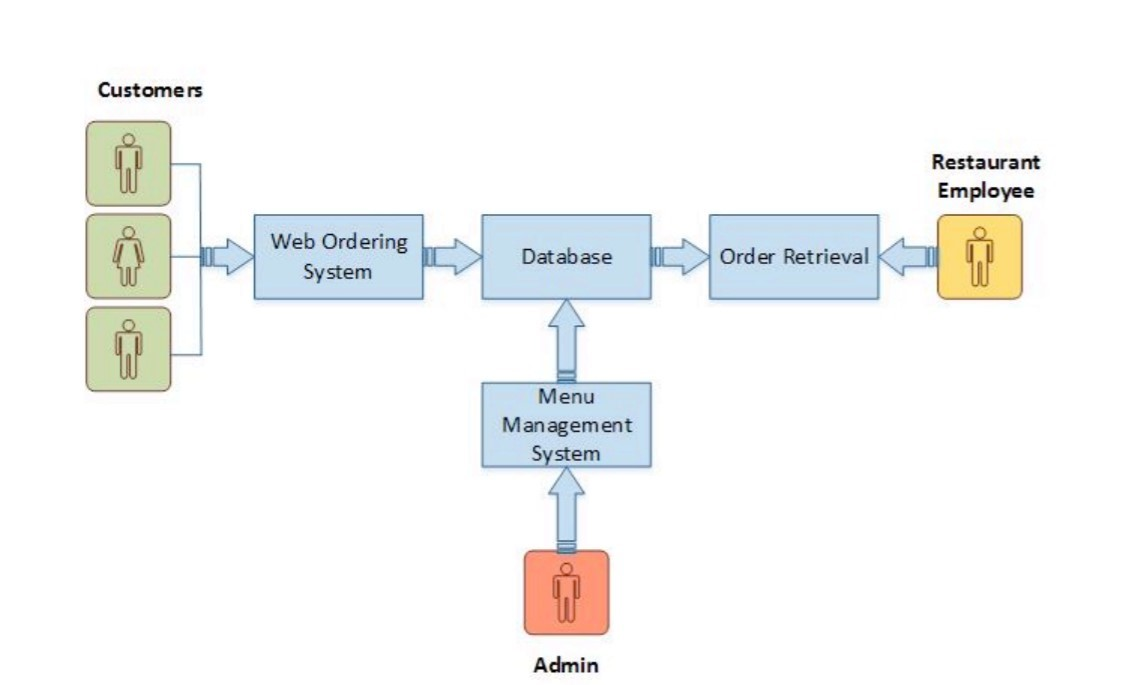 Customers
Restaurant
Employee
Web Ordering
System
Database
Order Retrieval
Menu
Management
System
Admin